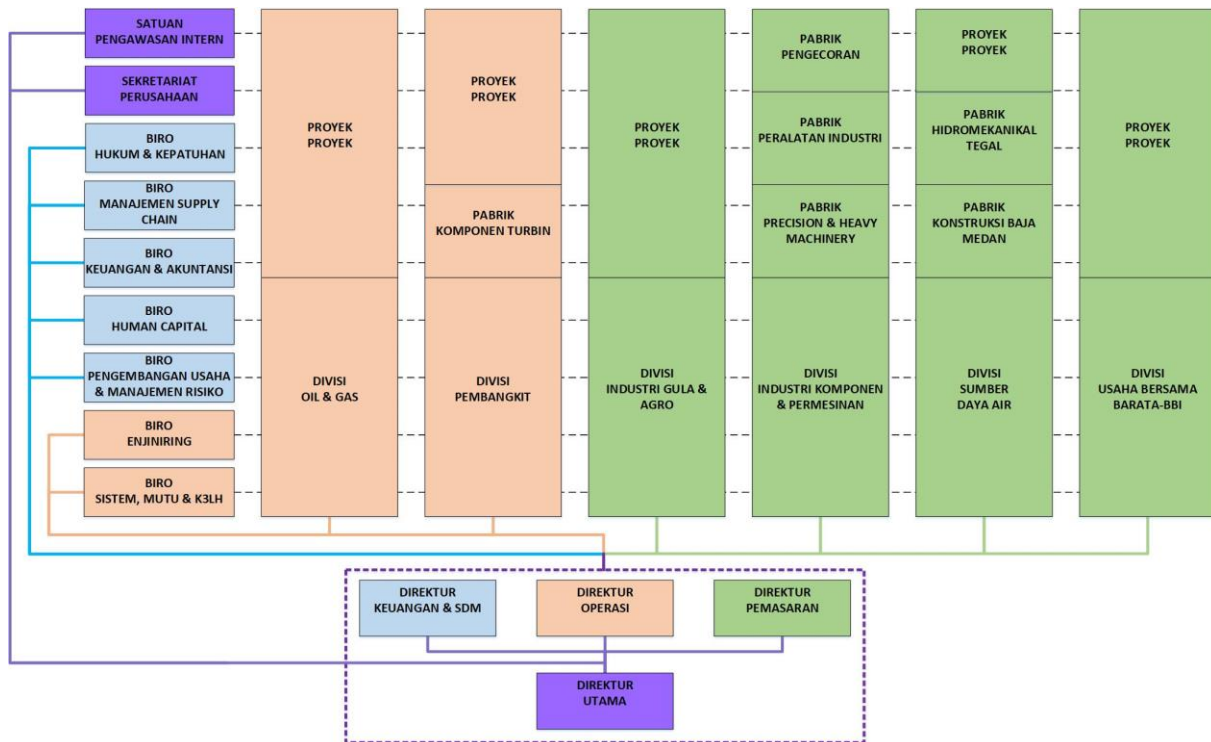 SATUAN
PENGAWASAN INTERN
SEKRETARIAT
PERUSAHAAN
BIRO
HUKUM & KEPATUHAN
BIRO
MANAJEMEN SUPPLY
CHAIN
BIRO
KEUANGAN & AKUNTANSI
BIRO
HUMAN CAPITAL
BIRO
PENGEMBANGAN USAHA
& MANAJEMEN RISIKO
BIRO
ENJINIRING
BIRO
SISTEM, MUTU & K3LH
PROYEK
PROYEK
DIVISI
OIL & GAS
PROYEK
PROYEK
PABRIK
KOMPONEN TURBIN
DIVISI
PEMBANGKIT
PROYEK
PROYEK
DIVISI
INDUSTRI GULA &
AGRO
PABRIK
PENGECORAN
PABRIK
PERALATAN INDUSTRI
PABRIK
PRECISION & HEAVY
MACHINERY
DIVISI
INDUSTRI KOMPONEN
& PERMESINAN
PROYEK
PROYEK
PABRIK
HIDROMEKANIKAL
TEGAL
PABRIK
KONSTRUKSI BAJA
MEDAN
DIVISI
SUMBER
DAYA AIR
PROYEK
PROYEK
DIVISI
USAHA BERSAMA
BARATA-BBI
DIREKTUR
KEUANGAN & SDM
DIREKTUR
OPERASI
DIREKTUR
PEMASARAN
DIREKTUR
UTAMA